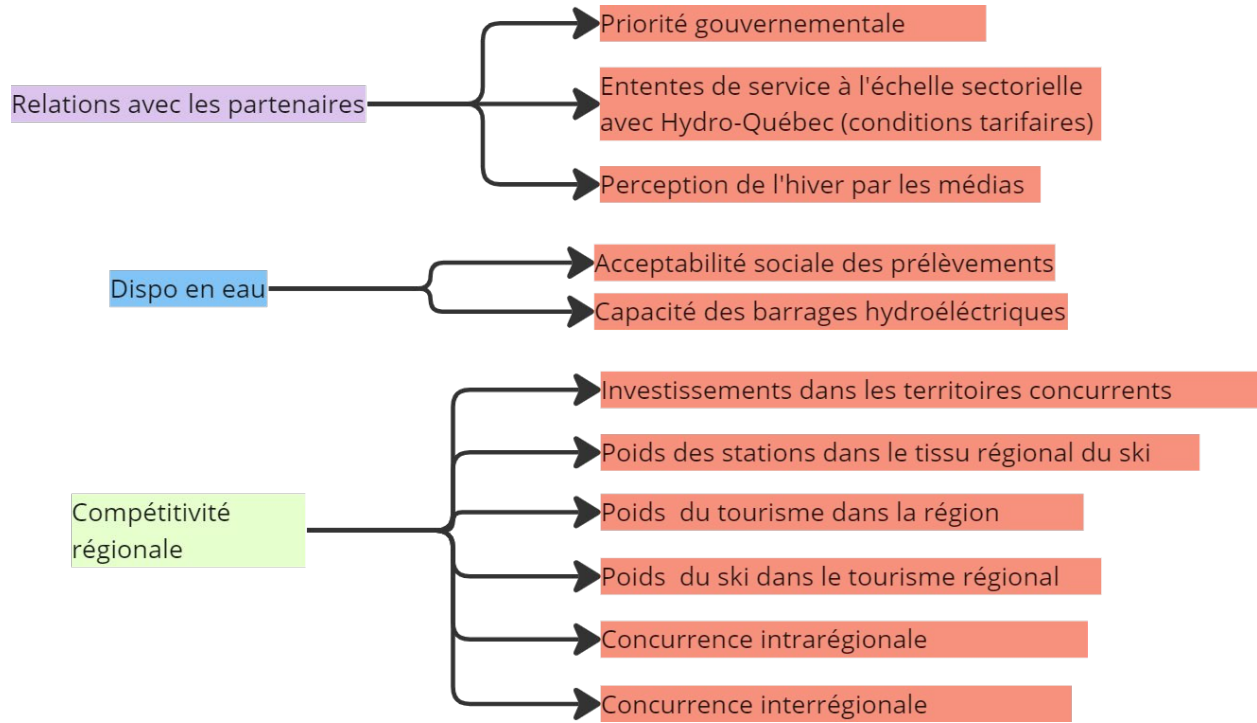 Priorité gouvernementale
Relations avec les partenaires
Ententes de service à l'échelle sectorielle
avec Hydro-Québec (conditions tarifaires)
Perception de l'hiver par les médias
Dispo en eau
Acceptabilité sociale des prélèvements
Capacité des barrages hydroéléctriques
Compétitivité
régionale
Investissements dans les territoires concurrents
Poids des stations dans le tissu régional du ski
Poids  du tourisme dans la région
Poids  du ski dans le tourisme régional
Concurrence intrarégionale
Concurrence interrégionale